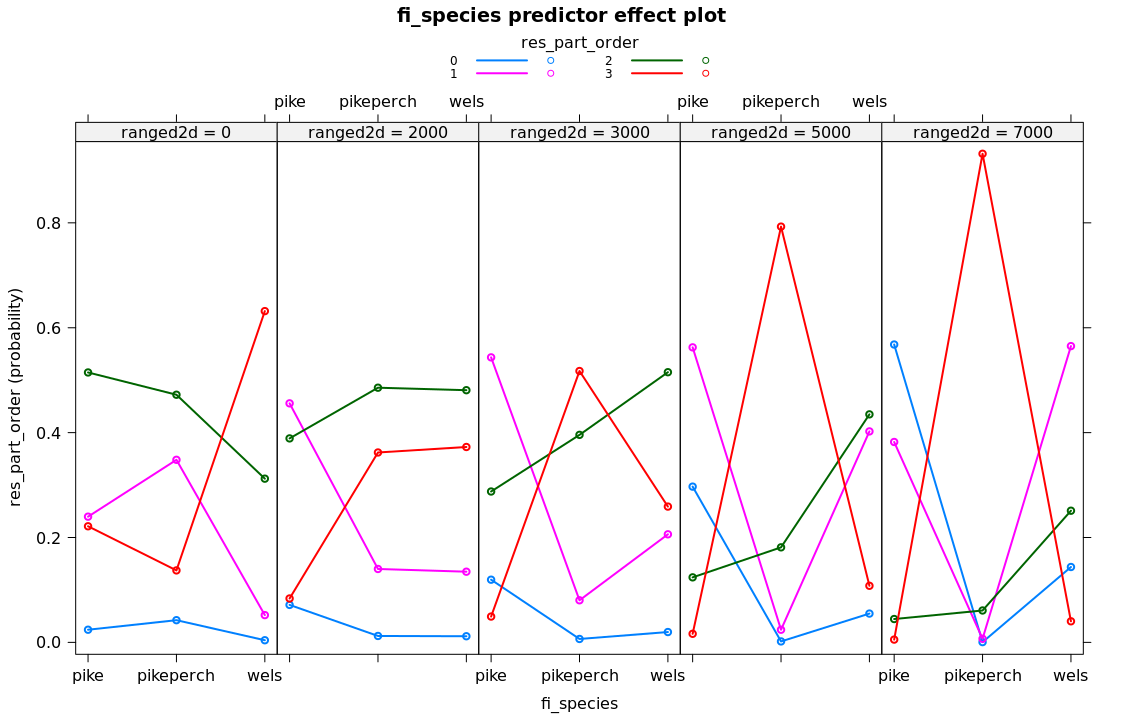 fi_species predictor effect plot
res_part_order
0 2
1 3
pike pikeperch wels pike pikeperch wels
ranged2d = 0 ranged2d = 2000 ranged2d = 3000 ranged2d = 5000 ranged2d = 7000
0.8
0.6
0.4
0.2
0.0
res_part_order (probability)
pike pikeperch wels pike pikeperch wels pike pikeperch wels
fi_species